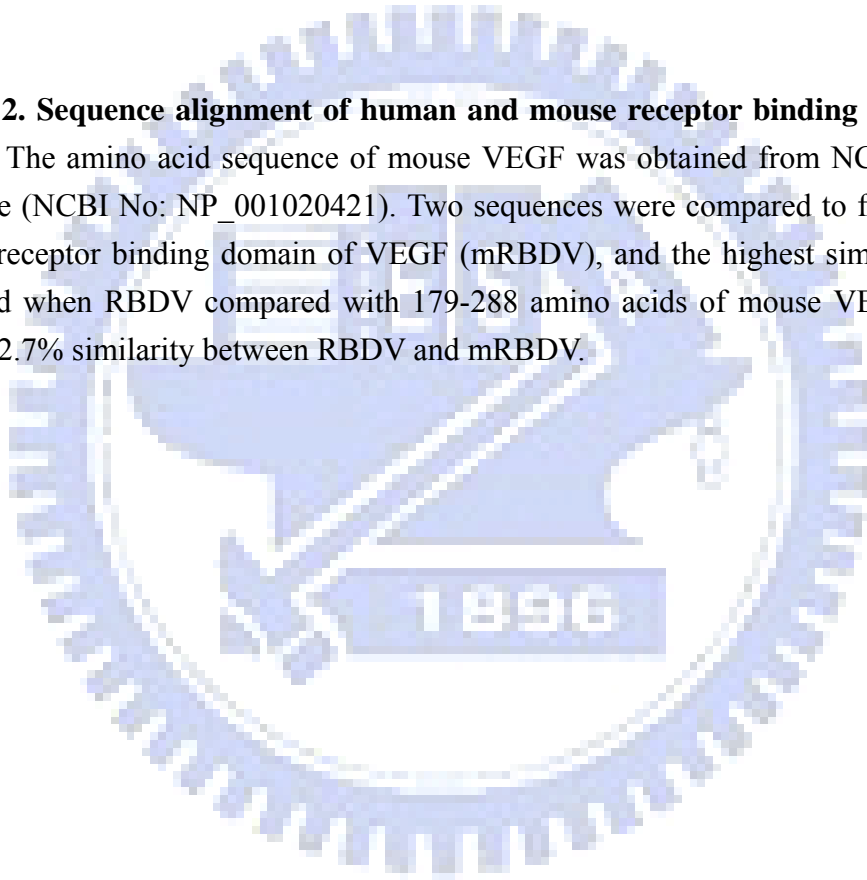 2. Sequence alignment of human and mouse receptor binding
The amino acid sequence of mouse VEGF was obtained from NC
e (NCBI No: NP_001020421). Two sequences were compared to f
receptor binding domain of VEGF (mRBDV), and the highest sim
d when RBDV compared with 179-288 amino acids of mouse VE
2.7% similarity between RBDV and mRBDV.
1896